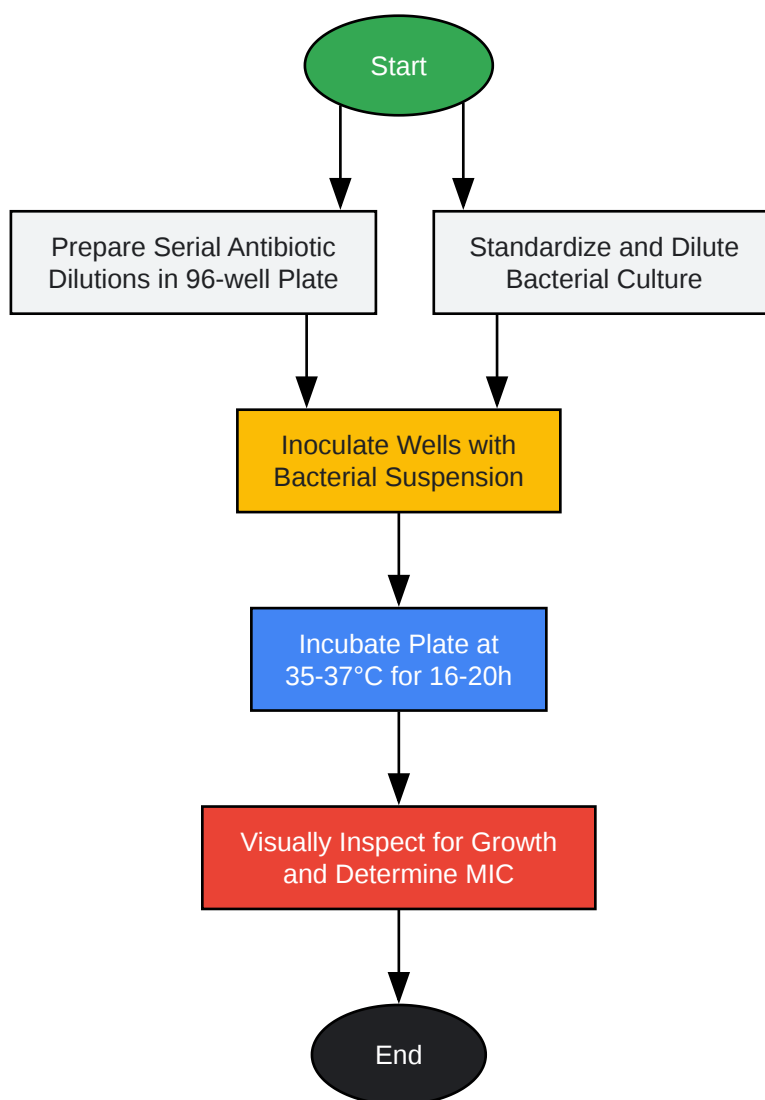 Start
Prepare Serial Antibiotic
Dilutions in 96-well Plate
Standardize and Dilute
Bacterial Culture
Inoculate Wells with
Bacterial Suspension
Incubate Plate at
35-37°C for 16-20h
Visually Inspect for Growth
and Determine MIC
End